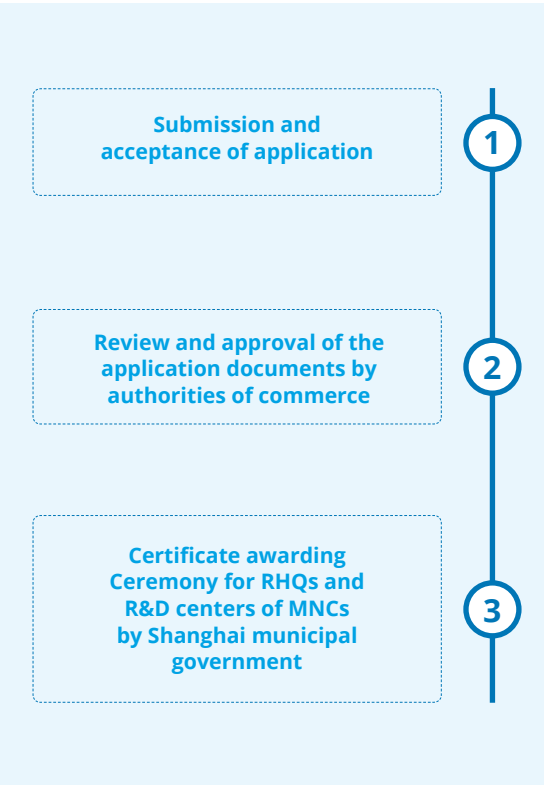 Submission and
acceptance of application
1
Review and approval of the
application documents by
authorities of commerce
2
Certificate awarding
Ceremony for RHQs and
R&D centers of MNCs
by Shanghai municipal
government
3